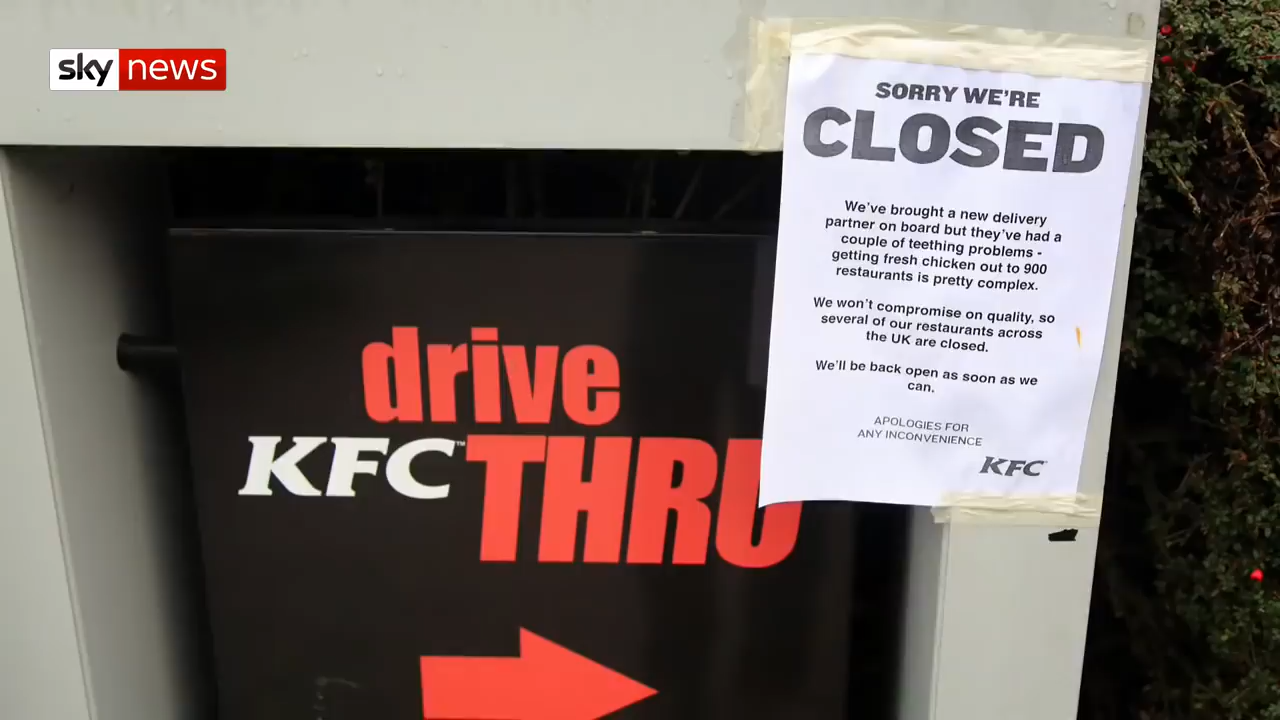 sky news
SORRY WE'RE
CLOSED
We've brought a new delivery
partner on board but they've had a
couple of teething problems -
getting fresh chicken out to 900
restaurants is pretty complex.
We won't compromise on quality, so
several of our restaurants across
the UK are closed.
We'll be back open as soon as we
can.
APOLOGIES FOR
ANY INCONVENIENCE
KFC
drive
KFC™ THRU